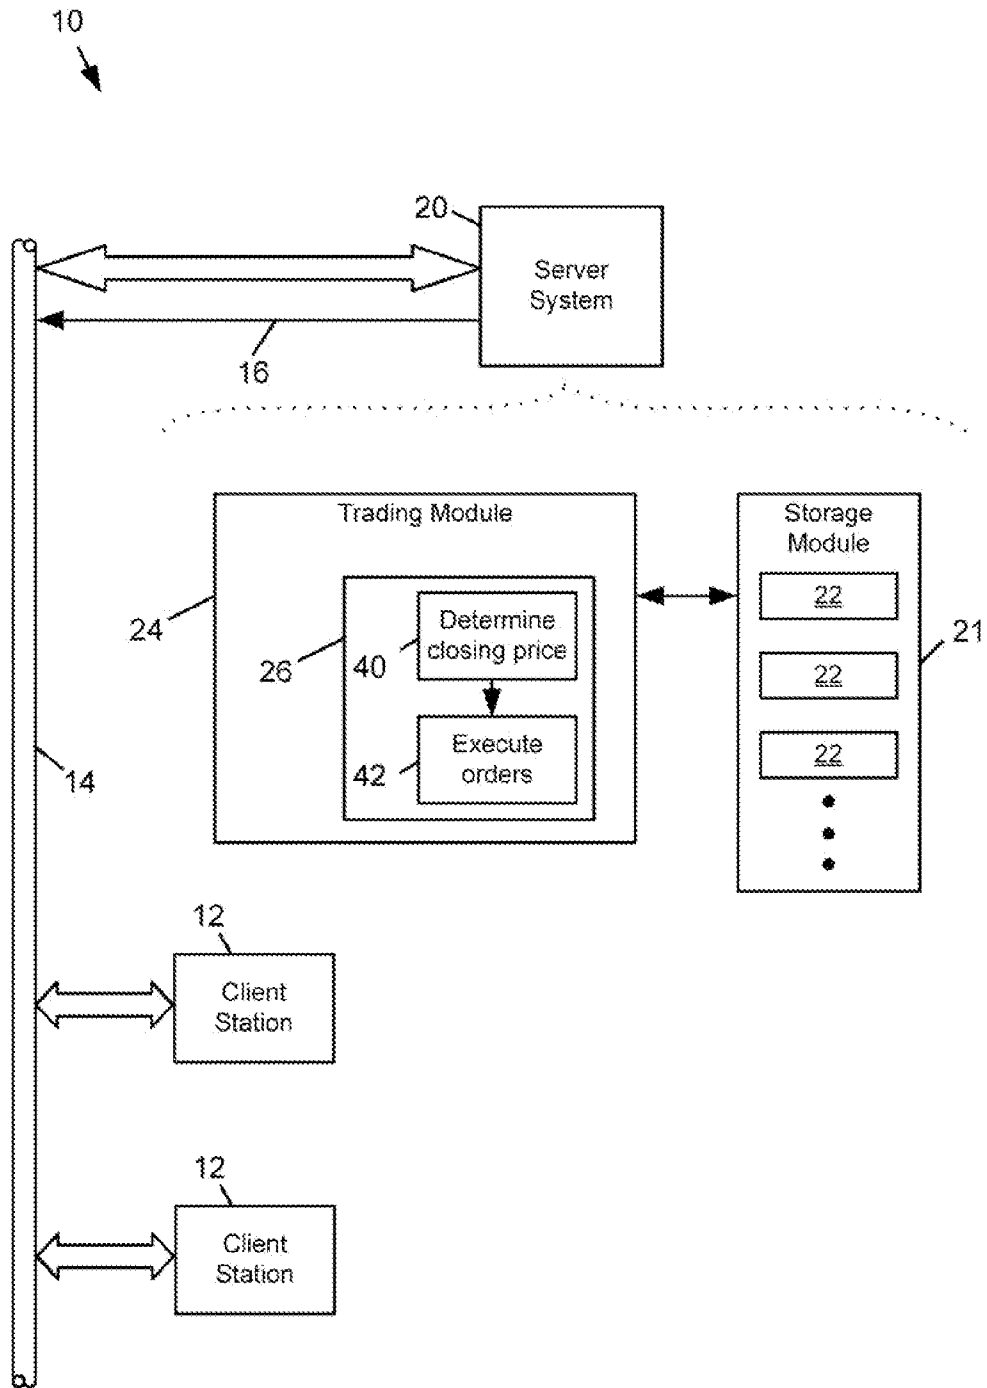 10
20
Server
System
16
Trading Module
Storage
Module
22
24
21
Determine
closing price
26
40
22
Execute
orders
42
22
14
12
Client
Station
12
Client
Station